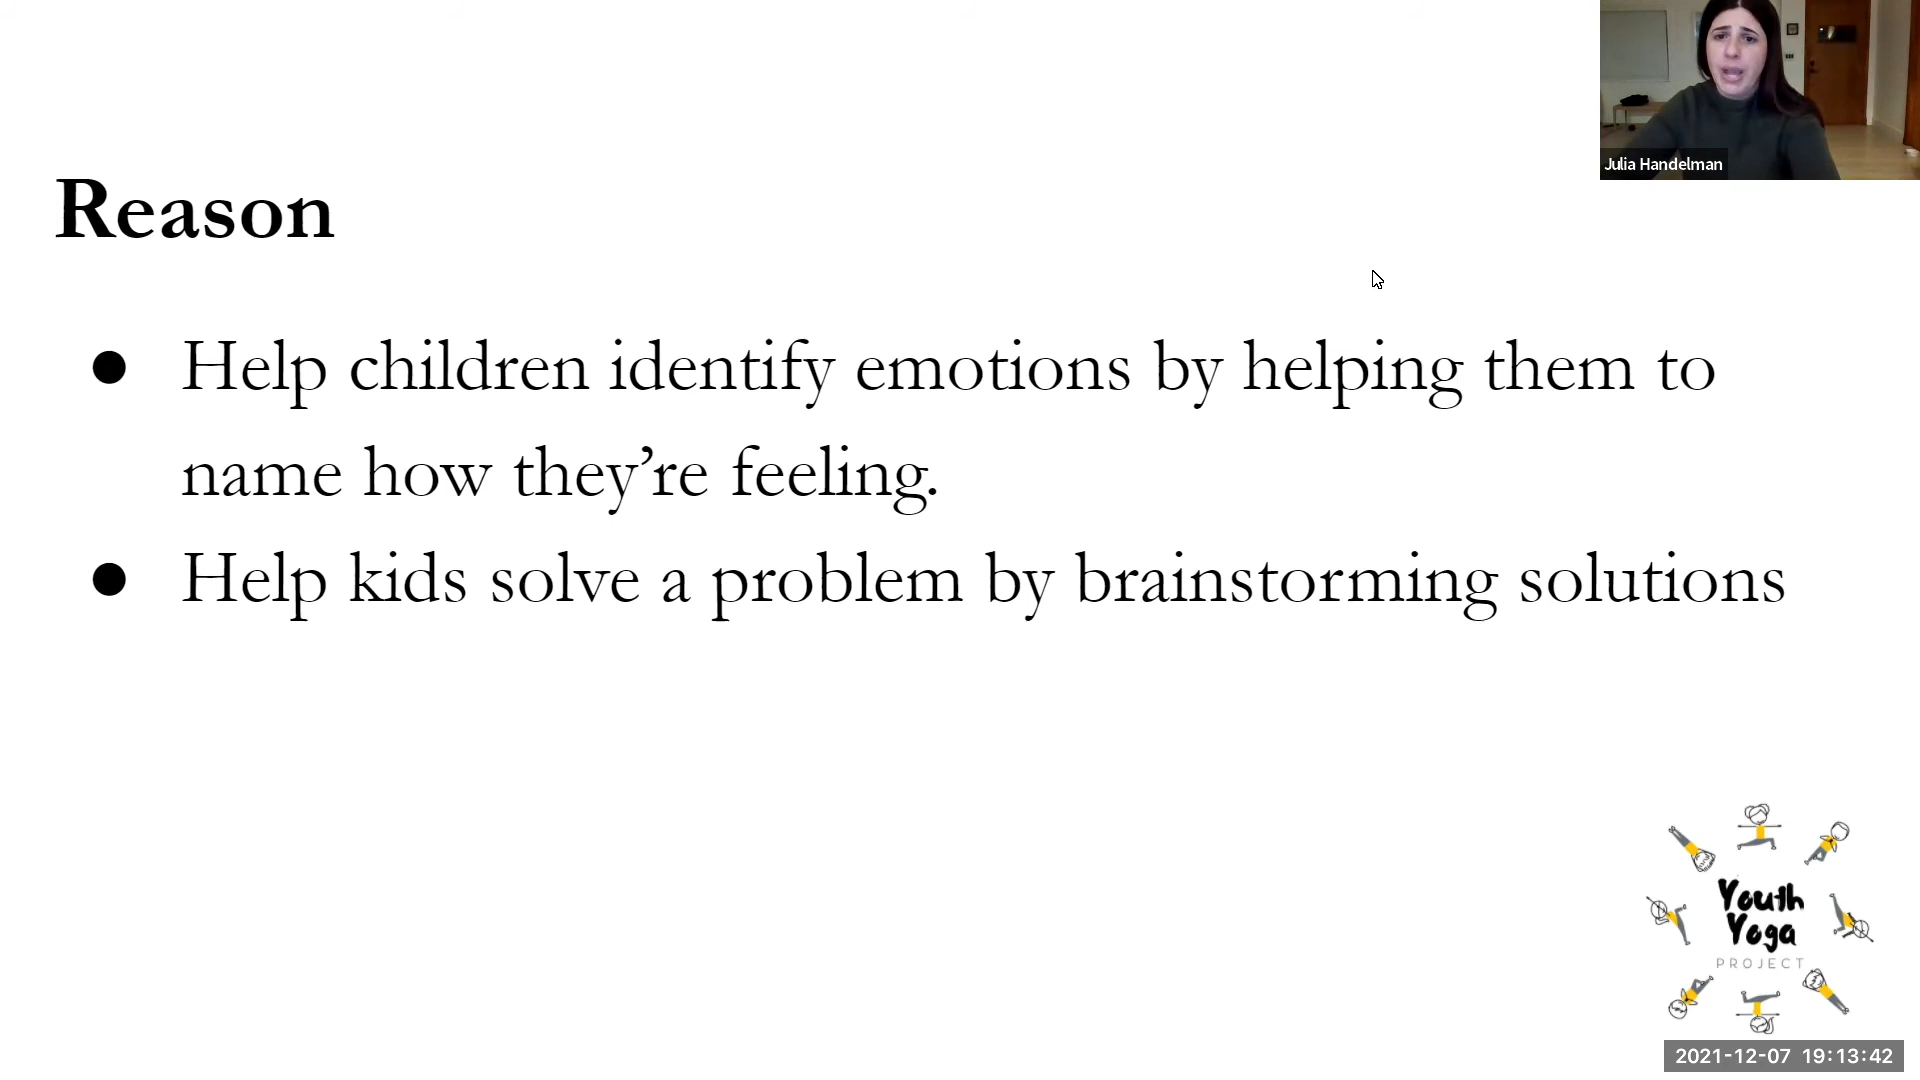 Julia Handelman
Reason
● Help children identify emotions by helping them to
name how they’re feeling.
● Help kids solve a problem by brainstorming solutions
Youth
Yoga
PROJECT
2021-12-07 19:13:42